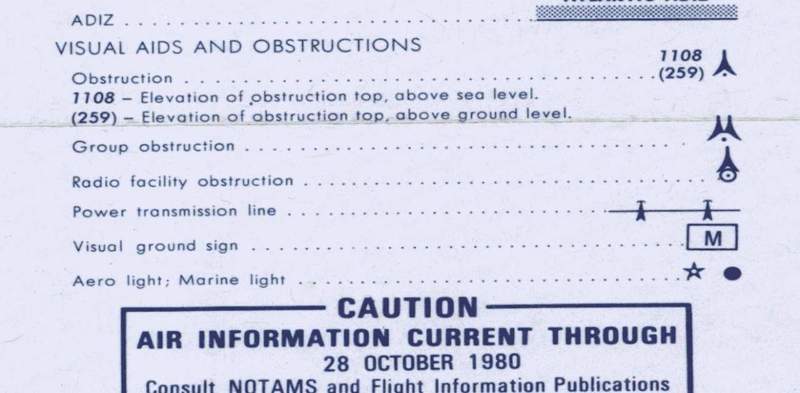 ADIZ
VISUAL AIDS AND OBSTRUCTIONS
Obstruction 1108
(259)
1108 – Elevation of obstruction top, above sea level.
(259) – Elevation of obstruction top, above ground level.
Group obstruction
Radio facility obstruction
Power transmission line
Visual ground sign M
Aero light; Marine light
CAUTION
AIR INFORMATION CURRENT THROUGH
28 OCTOBER 1980
Consult NOTAMS and Flight Information Publications